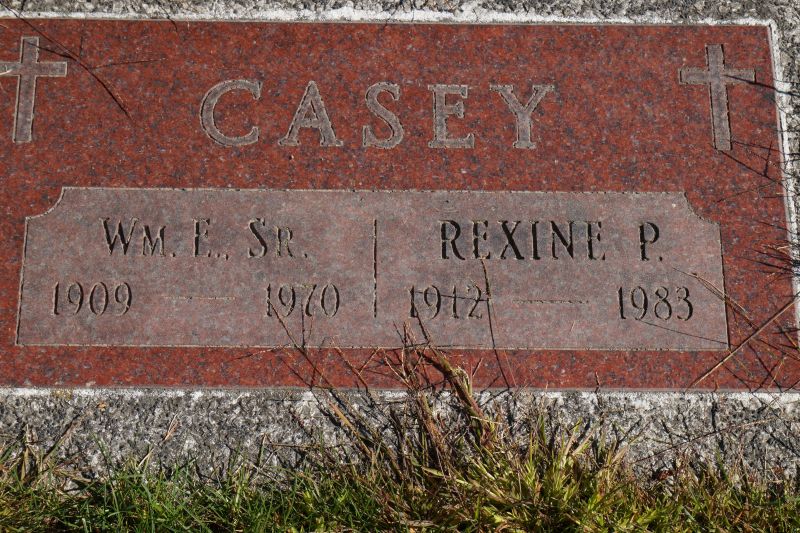 CASEY
WM. E., SR.
1909 — 1970
REXINE P.
1912 — 1983